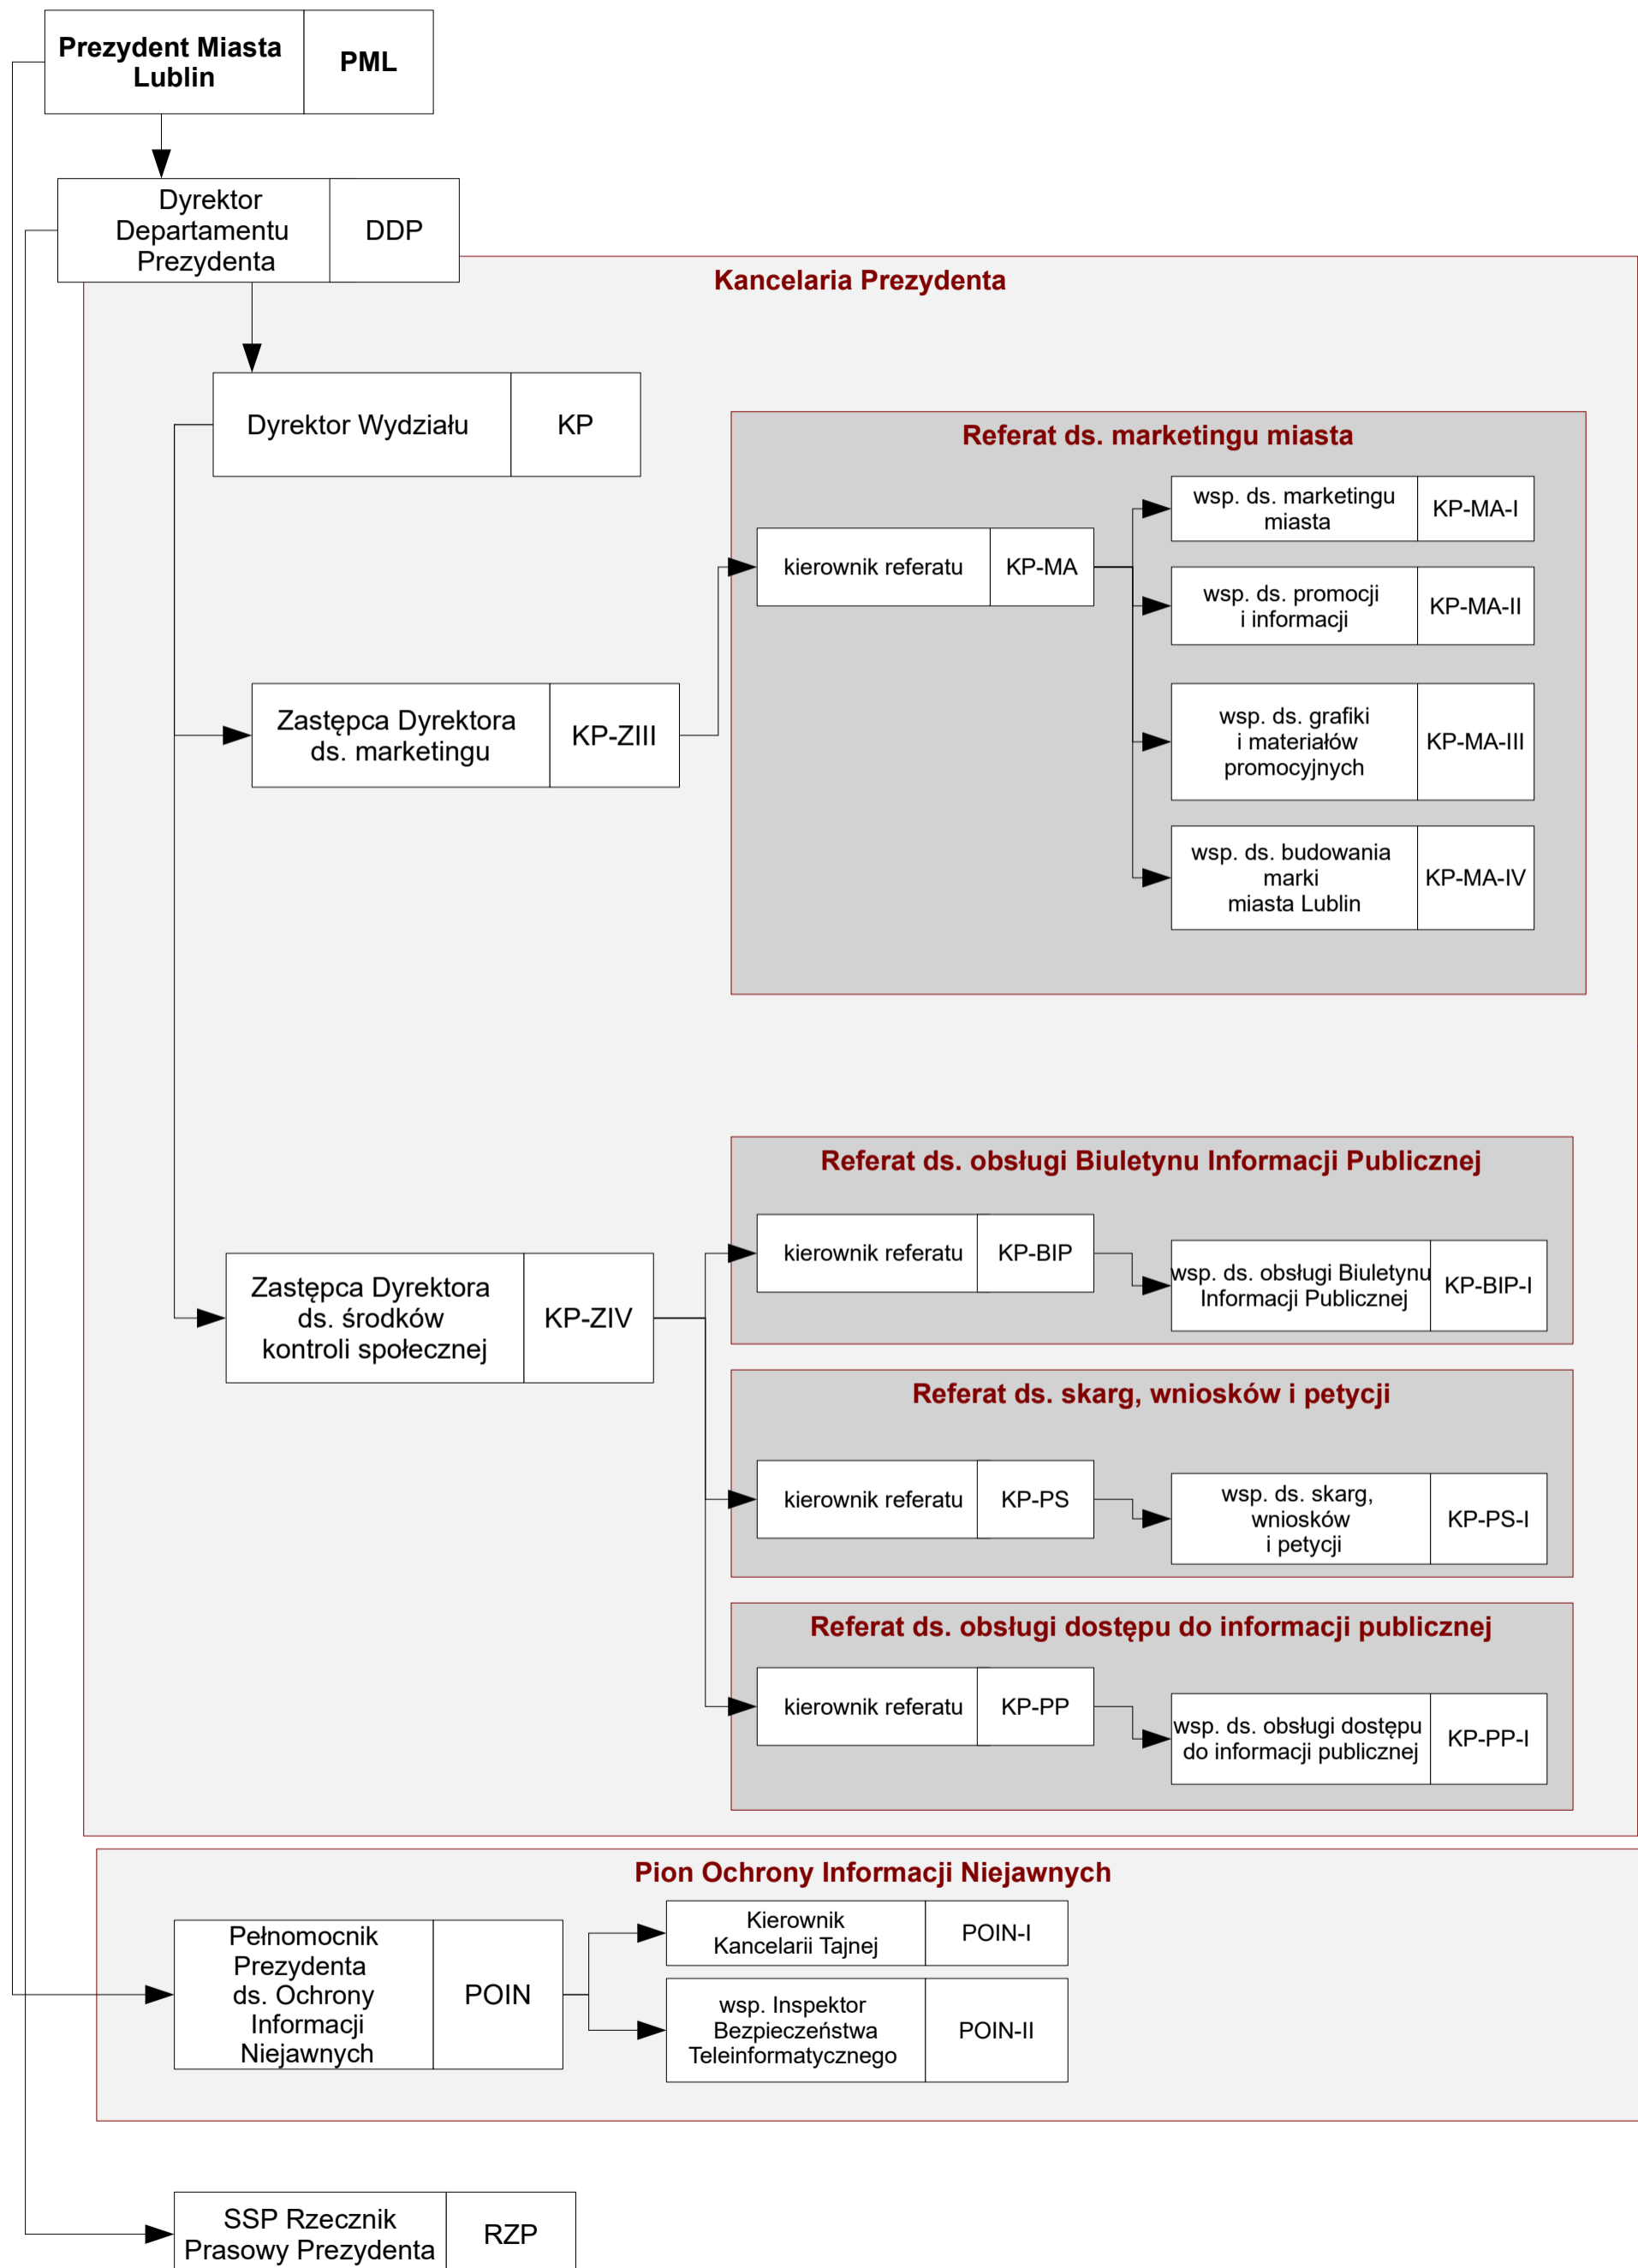 Prezydent Miasta
Lublin
PML
Dyrektor
Departamentu
Prezydenta
DDP
Kancelaria Prezydenta
Dyrektor Wydziału
KP
Referat ds. marketingu miasta
kierownik referatu
KP-MA
wsp. ds. marketingu
miasta
KP-MA-I
wsp. ds. promocji
i informacji
KP-MA-II
Zastępca Dyrektora
ds. marketingu
KP-ZIII
wsp. ds. grafiki
i materiałów
promocyjnych
KP-MA-III
wsp. ds. budowania
marki
miasta Lublin
KP-MA-IV
Referat ds. obsługi Biuletynu Informacji Publicznej
kierownik referatu
KP-BIP
wsp. ds. obsługi Biuletynu
Informacji Publicznej
KP-BIP-I
Zastępca Dyrektora
ds. środków
kontroli społecznej
KP-ZIV
Referat ds. skarg, wniosków i petycji
kierownik referatu
KP-PS
wsp. ds. skarg,
wniosków
i petycji
KP-PS-I
Referat ds. obsługi dostępu do informacji publicznej
kierownik referatu
KP-PP
wsp. ds. obsługi dostępu
do informacji publicznej
KP-PP-I
Pion Ochrony Informacji Niejawnych
Pełnomocnik
Prezydenta
ds. Ochrony
Informacji
Niejawnych
POIN
Kierownik
Kancelarii Tajnej
POIN-I
wsp. Inspektor
Bezpieczeństwa
Teleinformatycznego
POIN-II
SSP Rzecznik
Prasowy Prezydenta
RZP